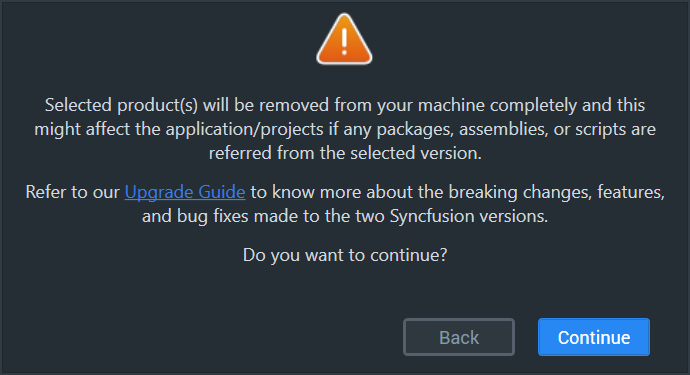 Selected product(s) will be removed from your machine completely and this
might affect the application/projects if any packages, assemblies, or scripts are
referred from the selected version.
Refer to our Upgrade Guide to know more about the breaking changes, features,
and bug fixes made to the two Syncfusion versions.
Do you want to continue?
Back
Continue